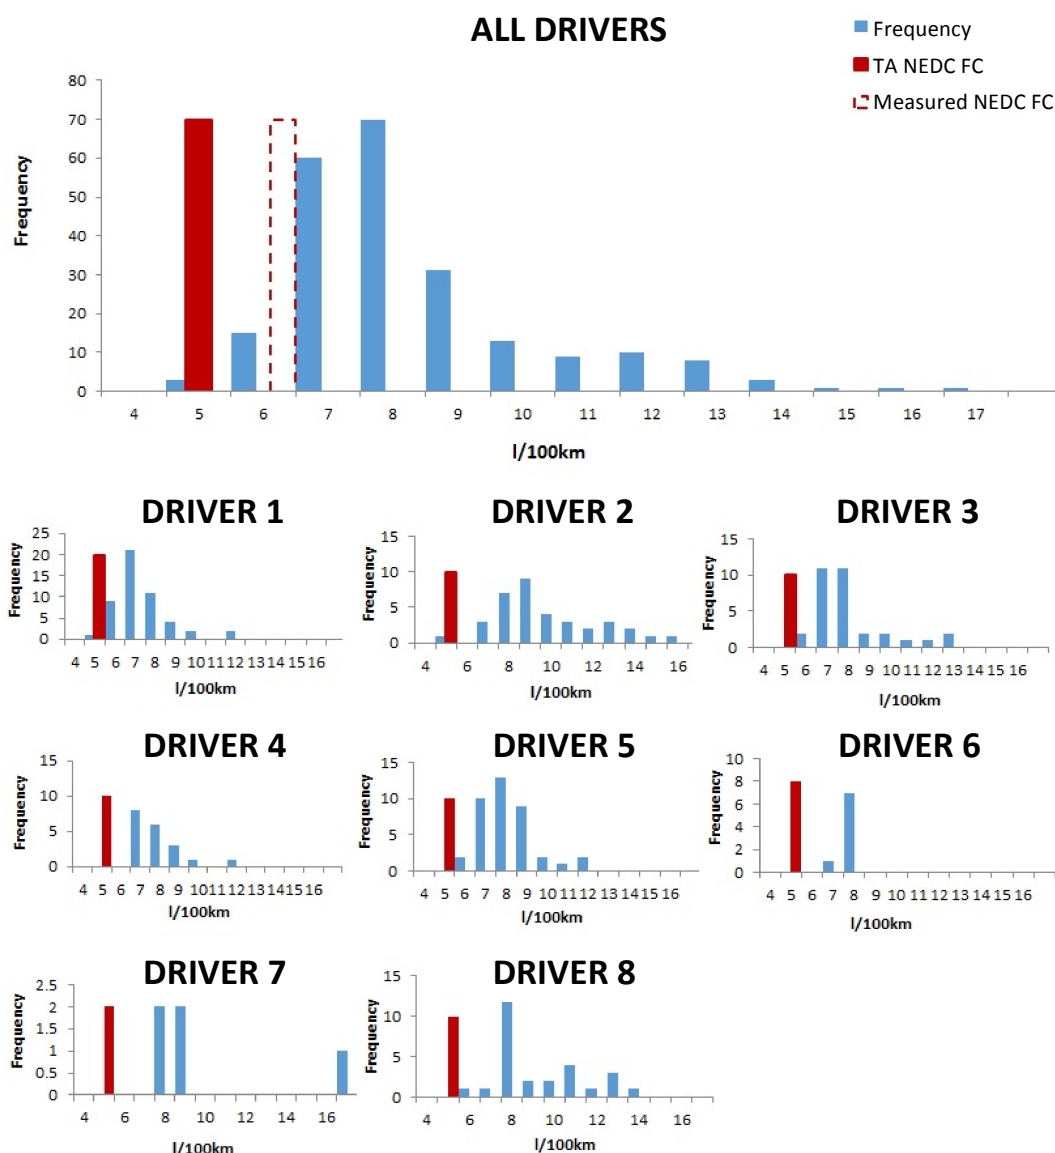 ALL DRIVERS
Frequency
TA NEDC FC
Measured NEDC FC
Frequency
80
70
60
50
40
30
20
10
0
4 5 6 7 8 9 10 11 12 13 14 15 16 17
l/100km
DRIVER 1
Frequency
25
20
15
10
5
0
4 5 6 7 8 9 10 11 12 13 14 15 16
l/100km
DRIVER 2
Frequency
15
10
5
0
4 6 8 10 12 14 16
l/100km
DRIVER 3
Frequency
15
10
5
0
4 5 6 7 8 9 10 11 12 13 14 15 16
l/100km
DRIVER 4
Frequency
15
10
5
0
4 5 6 7 8 9 10 11 12 13 14 15 16
l/100km
DRIVER 5
Frequency
15
10
5
0
4 5 6 7 8 9 10 11 12 13 14 15 16
l/100km
DRIVER 6
Frequency
10
8
6
4
2
0
4 5 6 7 8 9 10 11 12 13 14 15 16
l/100km
DRIVER 7
Frequency
2.5
2
1.5
1
0.5
0
4 6 8 10 12 14 16
l/100km
DRIVER 8
Frequency
15
10
5
0
4 6 8 10 12 14 16
l/100km